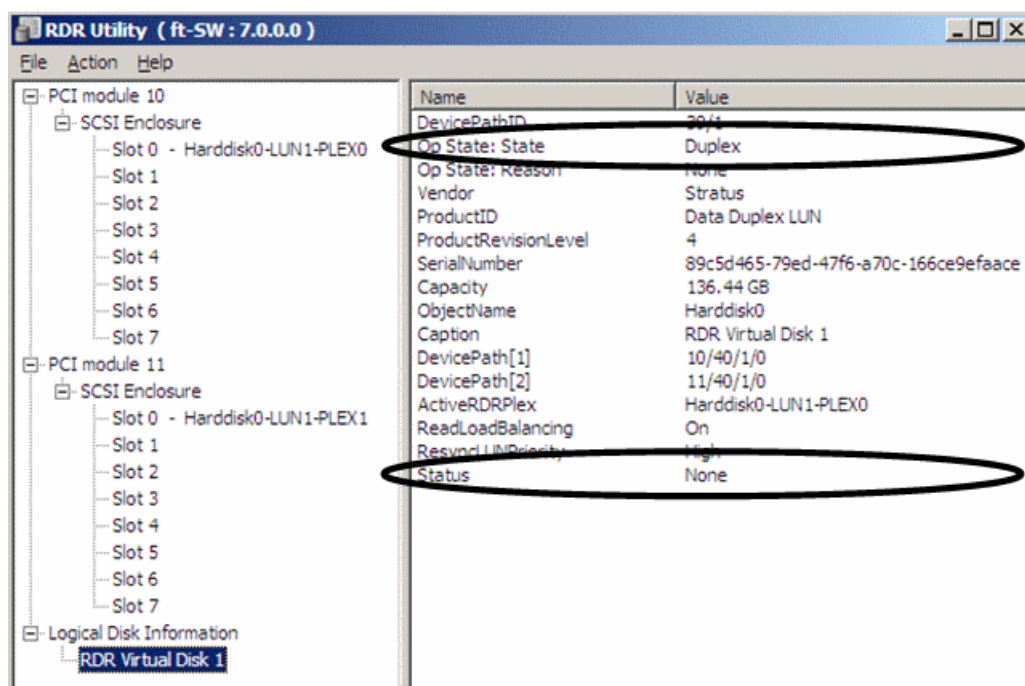 RDR Utility ( ft-SW : 7.0.0.0 )
File Action Help
PCI module 10
SCSI Enclosure
Slot 0 - Harddisk0-LUN1-PLEX0
Slot 1
Slot 2
Slot 3
Slot 4
Slot 5
Slot 6
Slot 7
PCI module 11
SCSI Enclosure
Slot 0 - Harddisk0-LUN1-PLEX1
Slot 1
Slot 2
Slot 3
Slot 4
Slot 5
Slot 6
Slot 7
Logical Disk Information
RDR Virtual Disk 1
Name Value
DevicePathID 39/1
Op State: State Duplex
Op State: Reason None
Vendor Stratus
ProductID Data Duplex LUN
ProductRevisionLevel 4
SerialNumber 89c5d465-79ed-47f6-a70c-166ce9efaace
Capacity 136.44 GB
ObjectName Harddisk0
Caption RDR Virtual Disk 1
DevicePath[1] 10/40/1/0
DevicePath[2] 11/40/1/0
ActiveRDRPlex Harddisk0-LUN1-PLEX0
ReadLoadBalancing On
ResyncLUNPriority High
Status None